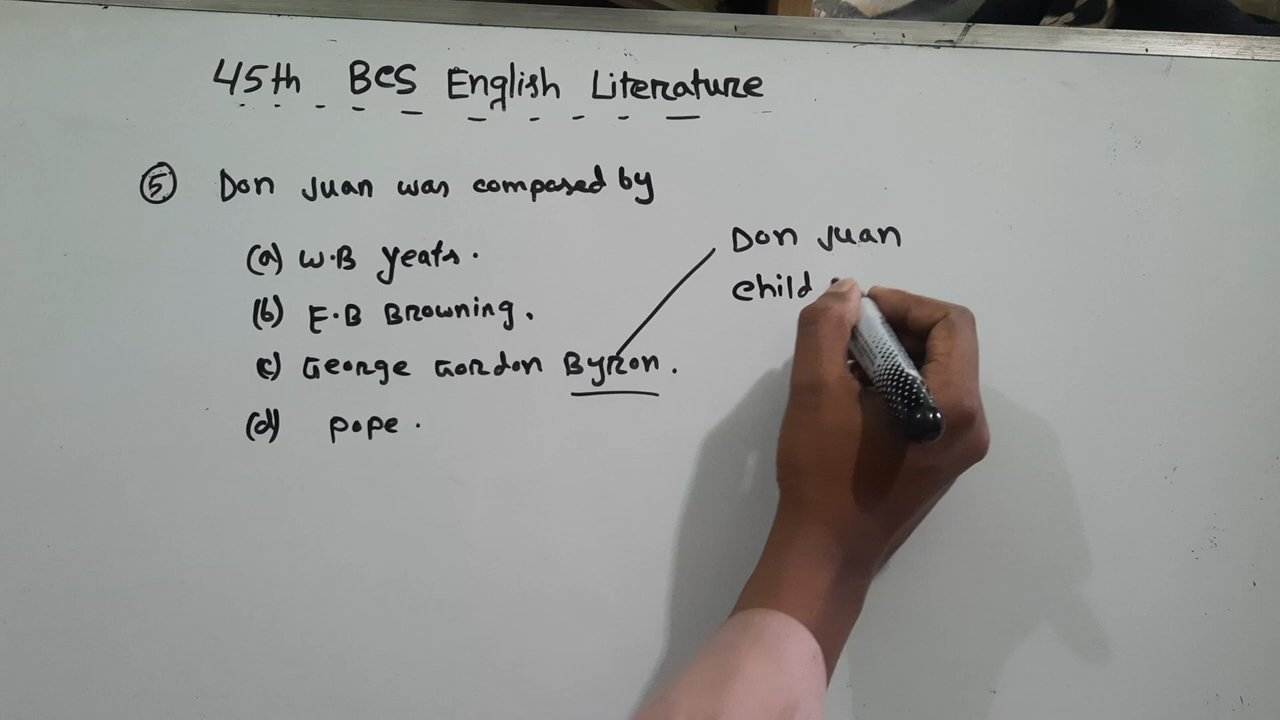 45th BCS English Literature
⑤ Don Juan was composed by
(a) W.B Yeats.
(b) E.B Browning.
c) George Gordon Byron.
(d) pope.
Don Juan
child